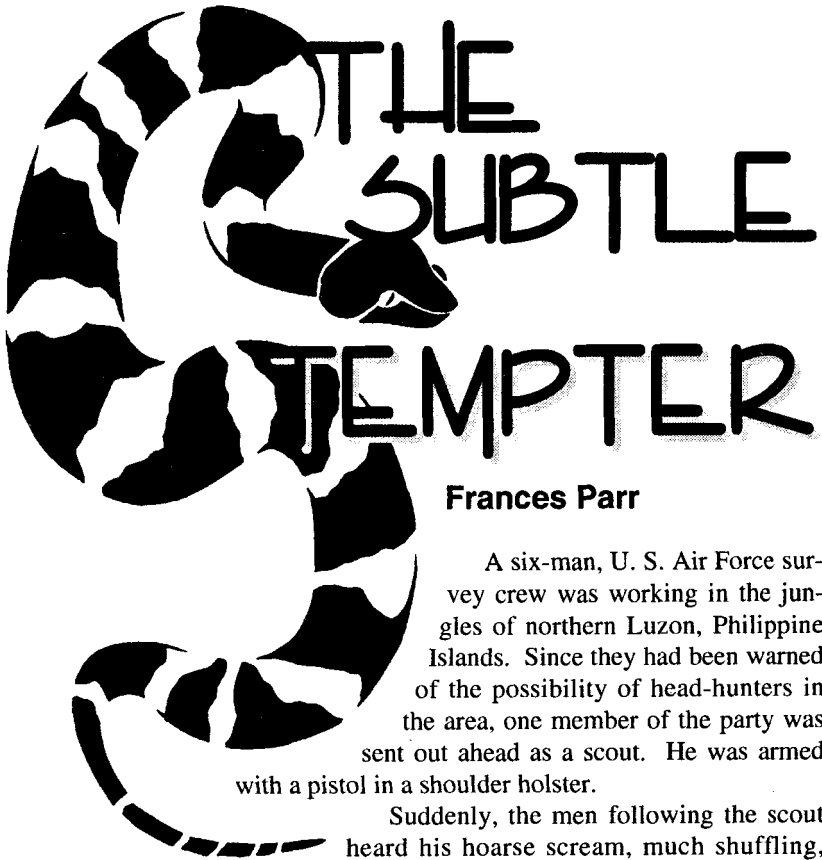 THE
SUBTLE
TEMPTER
Frances Parr
A six-man, U. S. Air Force sur-
vey crew was working in the jun-
gles of northern Luzon, Philippine
Islands. Since they had been warned
of the possibility of head-hunters in
the area, one member of the party was
sent out ahead as a scout. He was armed
with a pistol in a shoulder holster.
Suddenly, the men following the scout
heard his hoarse scream, much shuffling,